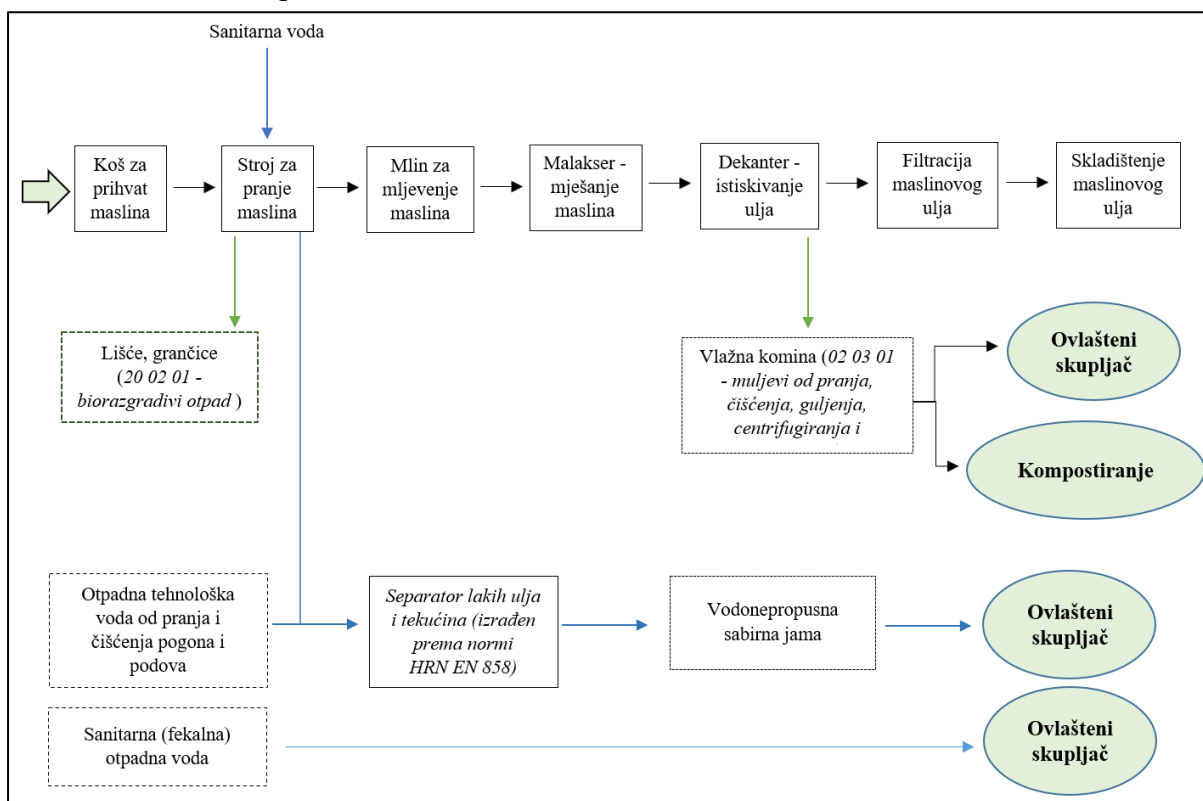 Sanitarna voda
Koš za
prihvat
maslina
Stroj za
pranje
maslina
Mlin za
mljevenje
maslina
Malakser -
mješanje
maslina
Dekanter -
istiskivanje
ulja
Filtracija
maslinovog
ulja
Skladištenje
maslinovog
ulja
Lišće, grančice
(20 02 01 -
biorazgradivi otpad )
Vlažna komina (02 03 01
- muljevi od pranja,
čišćenja, guljenja,
centrifugiranja i
Ovlašteni
skupljač
Kompostiranje
Otpadna tehnološka
voda od pranja i
čišćenja pogona i
podova
Separator lakih ulja
i tekućina (izrađen
prema normi
HRN EN 858)
Vodonepropusna
sabirna jama
Ovlašteni
skupljač
Sanitarna (fekalna)
otpadna voda
Ovlašteni
skupljač